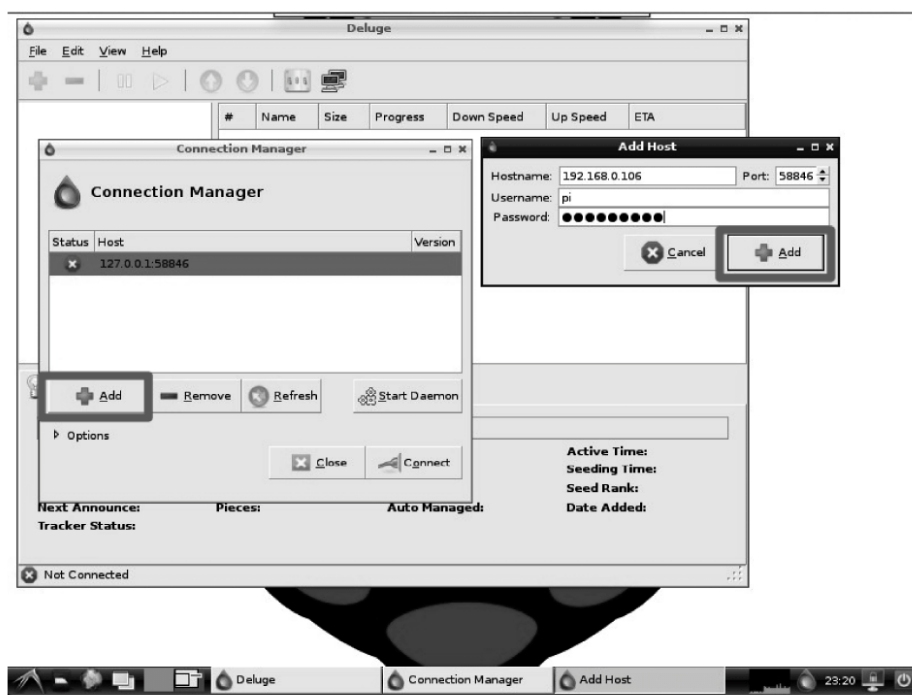 Deluge
File Edit View Help
# Name Size Progress Down Speed Up Speed ETA
Connection Manager
Connection Manager
Status Host Version
127.0.0.1:58846
Add Remove Refresh Start Daemon
Options
Close Connect
Add Host
Hostname: 192.168.0.106 Port: 58846
Username: pi
Password: ●●●●●●●●●
Cancel Add
Active Time:
Seeding Time:
Seed Rank:
Next Announce: Pieces: Auto Managed: Date Added:
Tracker Status:
Not Connected
Deluge Connection Manager Add Host 23:20